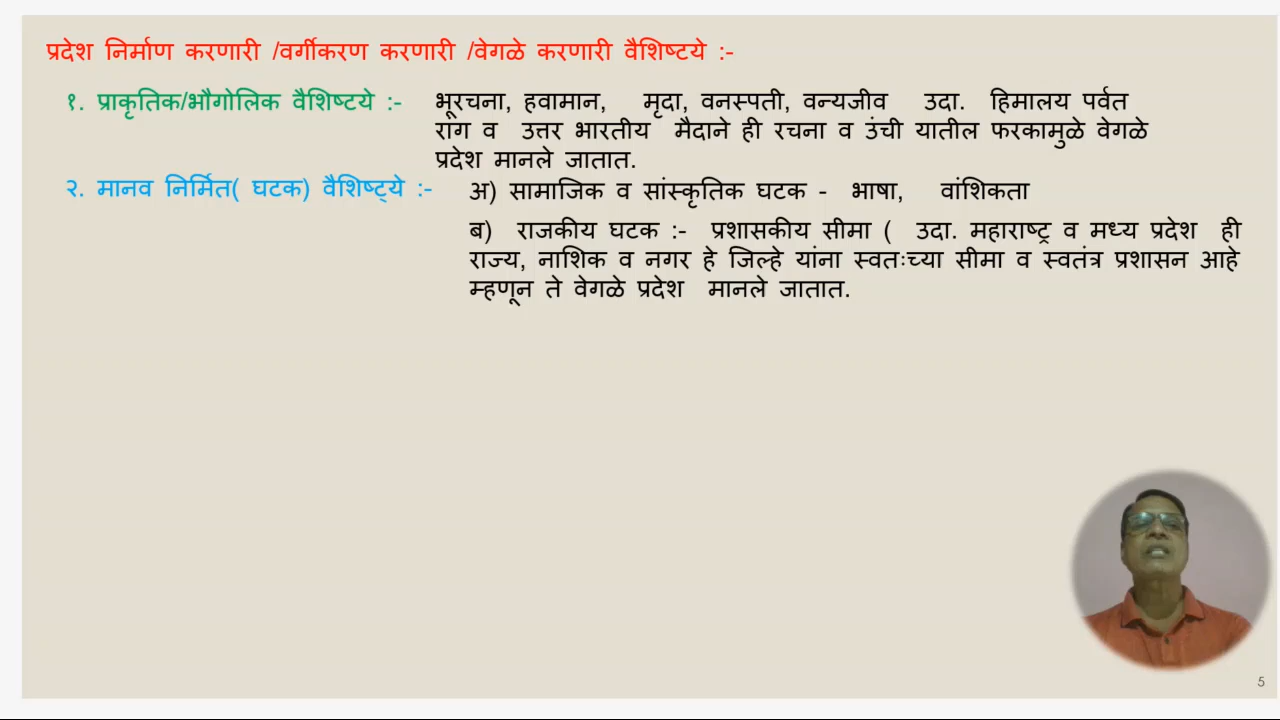 प्रदेश निर्माण करणारी /वर्गीकरण करणारी /वेगळे करणारी वैशिष्टये :-
१. प्राकृतिक/भौगोलिक वैशिष्टये :- भूरचना, हवामान, मृदा, वनस्पती, वन्यजीव उदा. हिमालय पर्वत
रांग व उत्तर भारतीय मैदाने ही रचना व उंची यातील फरकामुळे वेगळे
प्रदेश मानले जातात.
२. मानव निर्मित( घटक) वैशिष्ट्ये :- अ) सामाजिक व सांस्कृतिक घटक - भाषा, वांशिकता
ब) राजकीय घटक :- प्रशासकीय सीमा ( उदा. महाराष्ट्र व मध्य प्रदेश ही
राज्य, नाशिक व नगर हे जिल्हे यांना स्वतःच्या सीमा व स्वतंत्र प्रशासन आहे
म्हणून ते वेगळे प्रदेश मानले जातात.
5